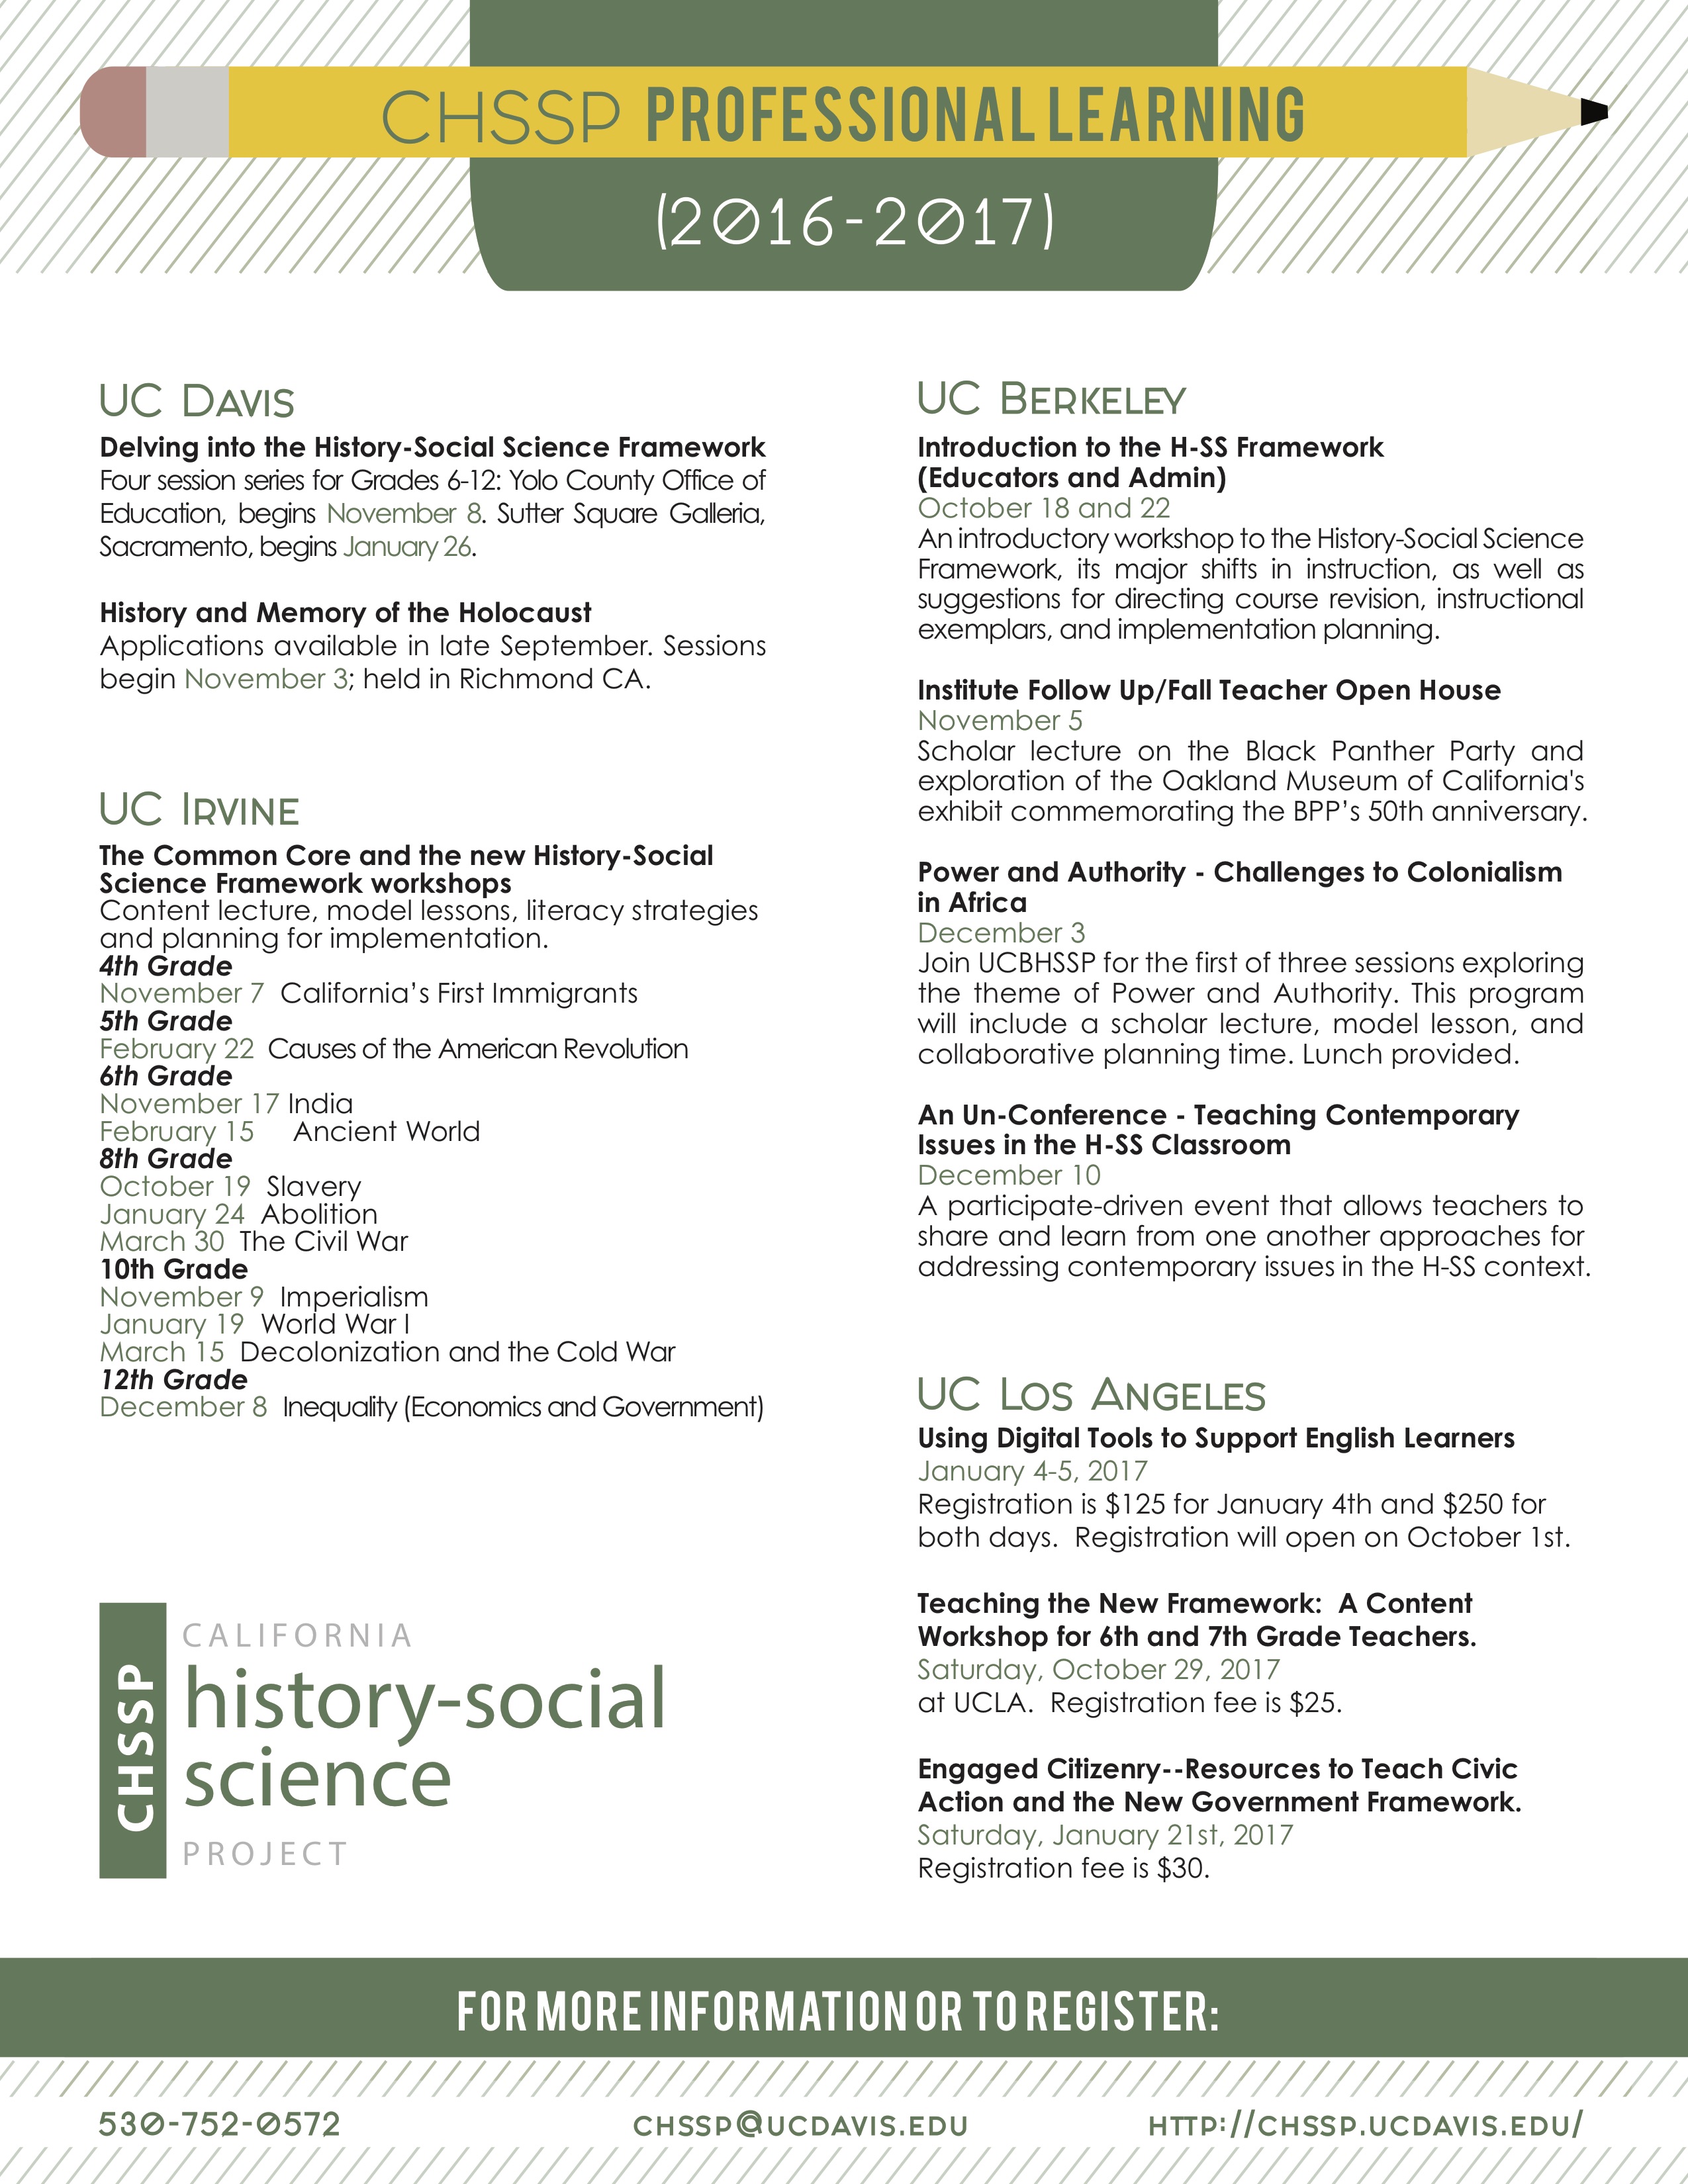 CHSSP PROFESSIONAL LEARNING
(2016-2017)
UC DAVIS
Delving into the History-Social Science Framework
Four session series for Grades 6-12: Yolo County Office of
Education, begins November 8. Sutter Square Galleria,
Sacramento, begins January 26.
History and Memory of the Holocaust
Applications available in late September. Sessions
begin November 3; held in Richmond CA.
UC IRVINE
The Common Core and the new History-Social
Science Framework workshops
Content lecture, model lessons, literacy strategies
and planning for implementation.
4th Grade
November 7 California's First Immigrants
5th Grade
February 22 Causes of the American Revolution
6th Grade
November 17 India
February 15 Ancient World
8th Grade
October 19 Slavery
January 24 Abolition
March 30 The Civil War
10th Grade
November 9 Imperialism
January 19 World War I
March 15 Decolonization and the Cold War
12th Grade
December 8 Inequality (Economics and Government)
CHSSP
CALIFORNIA
history-social
science
PROJECT
UC BERKELEY
Introduction to the H-SS Framework
(Educators and Admin)
October 18 and 22
An introductory workshop to the History-Social Science
Framework, its major shifts in instruction, as well as
suggestions for directing course revision, instructional
exemplars, and implementation planning.
Institute Follow Up/Fall Teacher Open House
November 5
Scholar lecture on the Black Panther Party and
exploration of the Oakland Museum of California's
exhibit commemorating the BPP's 50th anniversary.
Power and Authority - Challenges to Colonialism
in Africa
December 3
Join UCBHSSP for the first of three sessions exploring
the theme of Power and Authority. This program
will include a scholar lecture, model lesson, and
collaborative planning time. Lunch provided.
An Un-Conference - Teaching Contemporary
Issues in the H-SS Classroom
December 10
A participate-driven event that allows teachers to
share and learn from one another approaches for
addressing contemporary issues in the H-SS context.
UC LOS ANGELES
Using Digital Tools to Support English Learners
January 4-5, 2017
Registration is $125 for January 4th and $250 for
both days. Registration will open on October 1st.
Teaching the New Framework: A Content
Workshop for 6th and 7th Grade Teachers.
Saturday, October 29, 2017
at UCLA. Registration fee is $25.
Engaged Citizenry--Resources to Teach Civic
Action and the New Government Framework.
Saturday, January 21st, 2017
Registration fee is $30.
FOR MORE INFORMATION OR TO REGISTER:
530-752-0572
CHSSP@UCDAVIS.EDU
HTTP://CHSSP.UCDAVIS.EDU/